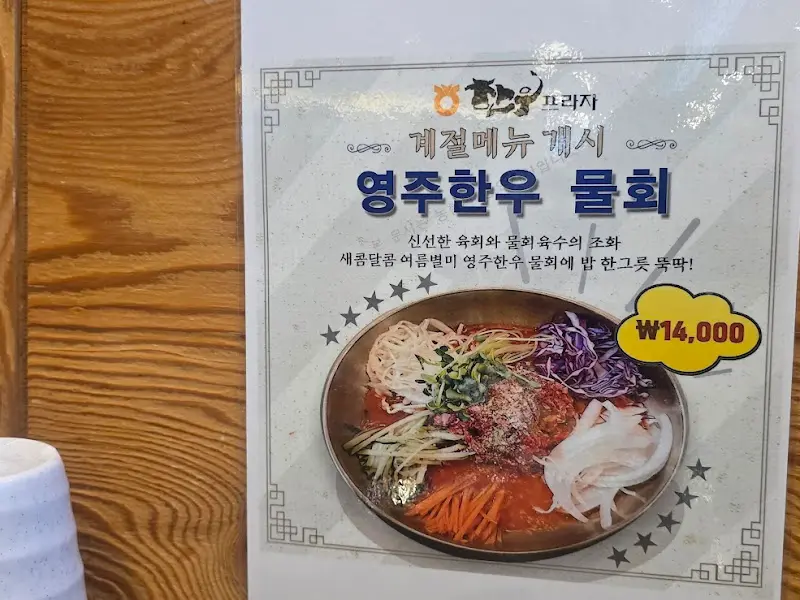 한우프라자
계절메뉴 개시
영주한우 물회
신선한 육회와 물회육수의 조화
새콤달콤 여름별미 영주한우 물회에 밥 한그릇 뚝딱!
₩14,000